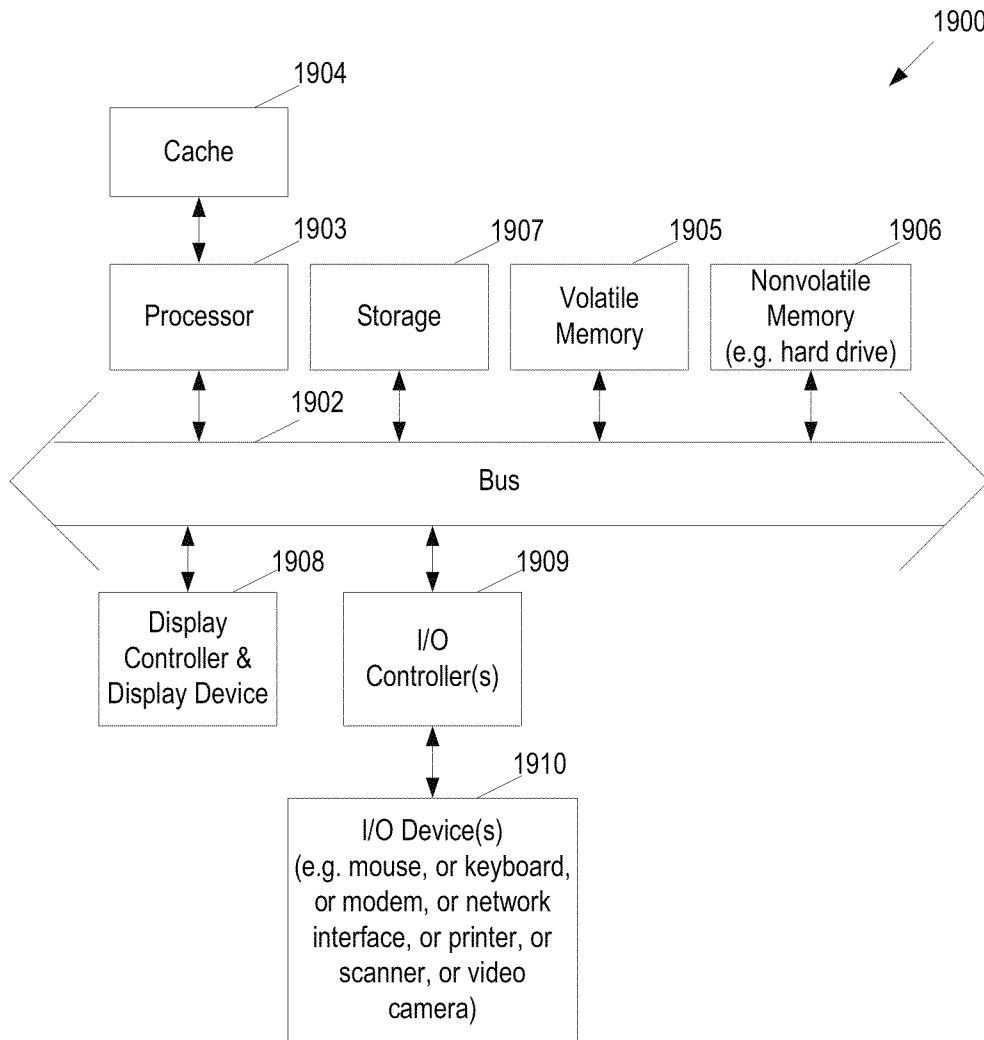 1900
1904
Cache
1903
1907
1905
1906
Processor
Storage
Volatile
Memory
Nonvolatile
Memory
(e.g. hard drive)
1902
Bus
1908
1909
Display
Controller &
Display Device
I/O
Controller(s)
1910
I/O Device(s)
(e.g. mouse, or keyboard,
or modem, or network
interface, or printer, or
scanner, or video
camera)